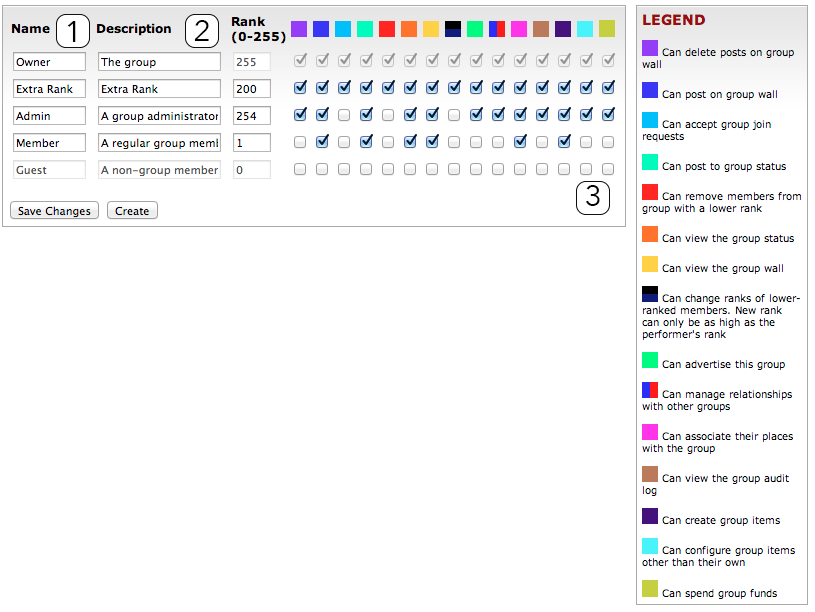 Name 1 Description 2 Rank
(0-255)
Owner The group 255
Extra Rank Extra Rank 200
Admin A group administrator 254
Member A regular group meml 1
Guest A non-group member 0
3
Save Changes Create
LEGEND
Can delete posts on group
wall
Can post on group wall
Can accept group join
requests
Can post to group status
Can remove members from
group with a lower rank
Can view the group status
Can view the group wall
Can change ranks of lower-
ranked members. New rank
can only be as high as the
performer's rank
Can advertise this group
Can manage relationships
with other groups
Can associate their places
with the group
Can view the group audit
log
Can create group items
Can configure group items
other than their own
Can spend group funds